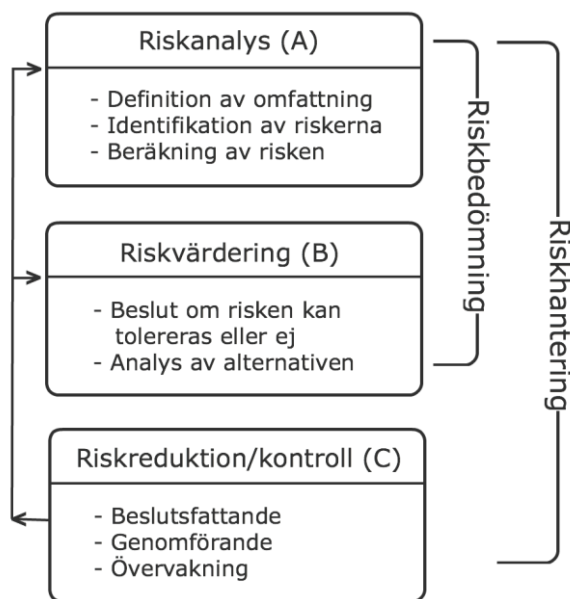 Riskanalys (A)
- Definition av omfattning
- Identifikation av riskerna
- Beräkning av risken
Riskvärdering (B)
- Beslut om risken kan
tolereras eller ej
- Analys av alternativen
Riskreduktion/kontroll (C)
- Beslutsfattande
- Genomförande
- Övervakning
Riskbedömning
Riskhantering